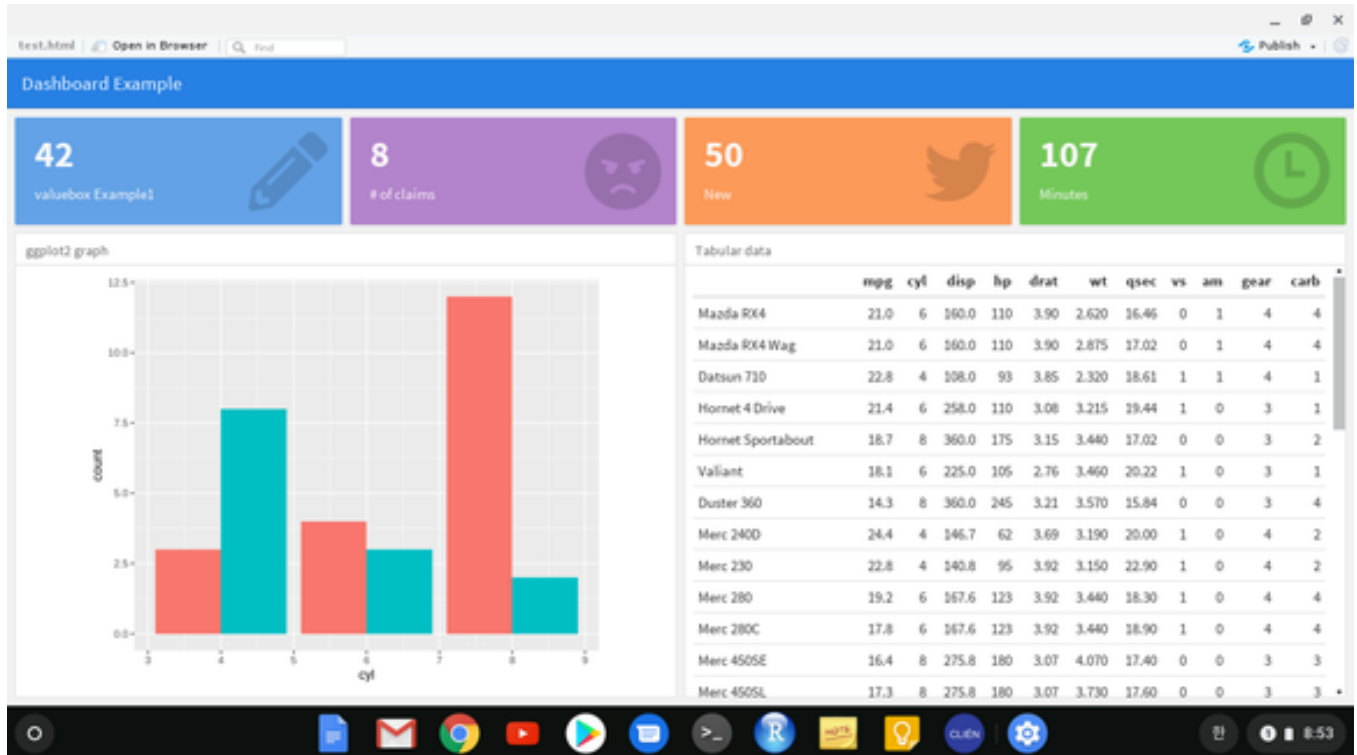 test.html Open in Browser Find Publish
Dashboard Example
42
valuebox Example1
8
# of claims
50
New
107
Minutes
ggplot2 graph
12.5
10.0
7.5
5.0
2.5
0.0
count
3 4 5 6 7 8 9
cyl
Tabular data
mpg cyl disp hp drat wt qsec vs am gear carb
Mazda RX4 21.0 6 160.0 110 3.90 2.620 16.46 0 1 4 4
Mazda RX4 Wag 21.0 6 160.0 110 3.90 2.875 17.02 0 1 4 4
Datsun 710 22.8 4 108.0 93 3.85 2.320 18.61 1 1 4 1
Hornet 4 Drive 21.4 6 258.0 110 3.08 3.215 19.44 1 0 3 1
Hornet Sportabout 18.7 8 360.0 175 3.15 3.440 17.02 0 0 3 2
Valiant 18.1 6 225.0 105 2.76 3.460 20.22 1 0 3 1
Duster 360 14.3 8 360.0 245 3.21 3.570 15.84 0 0 3 4
Merc 240D 24.4 4 146.7 62 3.69 3.190 20.00 1 0 4 2
Merc 230 22.8 4 140.8 95 3.92 3.150 22.90 1 0 4 2
Merc 280 19.2 6 167.6 123 3.92 3.440 18.30 1 0 4 4
Merc 280C 17.8 6 167.6 123 3.92 3.440 18.90 1 0 4 4
Merc 450SE 16.4 8 275.8 180 3.07 4.070 17.40 0 0 3 3
Merc 450SL 17.3 8 275.8 180 3.07 3.730 17.60 0 0 3 3
>_ R NOTE CLIEN 한 8:53